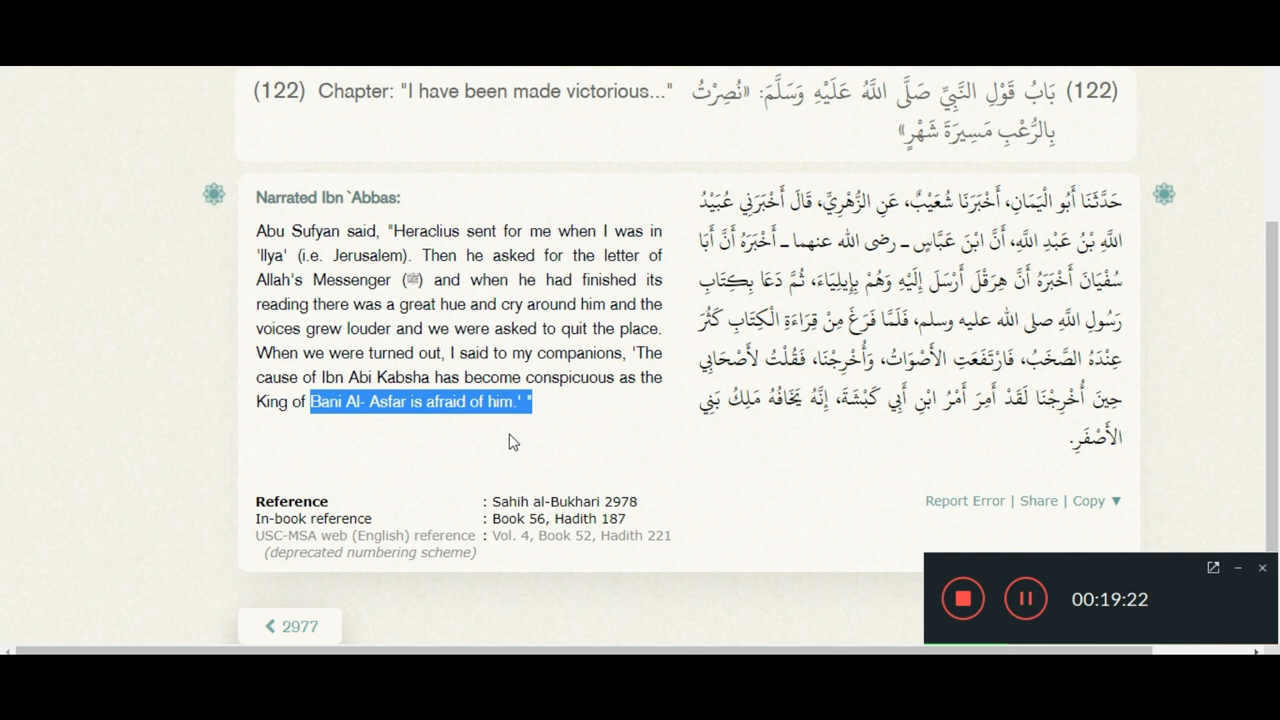 (122) Chapter: "I have been made victorious..."
(122) بَابُ قَوْلِ النَّبِيِّ صَلَّى اللَّهُ عَلَيْهِ وَسَلَّمَ: «نُصِرْتُ
بِالرُّعْبِ مَسِيرَةَ شَهْرٍ»
Narrated Ibn `Abbas:
Abu Sufyan said, "Heraclius sent for me when I was in
'llya' (i.e. Jerusalem). Then he asked for the letter of
Allah's Messenger (ﷺ) and when he had finished its
reading there was a great hue and cry around him and the
voices grew louder and we were asked to quit the place.
When we were turned out, I said to my companions, 'The
cause of Ibn Abi Kabsha has become conspicuous as the
King of Bani Al- Asfar is afraid of him.' "
حَدَّثَنَا أَبُو الْيَمَانِ، أَخْبَرَنَا شُعَيْبٌ، عَنِ الزُّهْرِيِّ، قَالَ أَخْبَرَنِي عُبَيْدُ
اللَّهِ بْنُ عَبْدِ اللَّهِ، أَنَّ ابْنَ عَبَّاسٍ ـ رضى الله عنهما ـ أَخْبَرَهُ أَنَّ أَبَا
سُفْيَانَ أَخْبَرَهُ أَنَّ هِرَقْلَ أَرْسَلَ إِلَيْهِ وَهُمْ بِإِيلِيَاءَ، ثُمَّ دَعَا بِكِتَابِ
رَسُولِ اللَّهِ صلى الله عليه وسلم، فَلَمَّا فَرَغَ مِنْ قِرَاءَةِ الْكِتَابِ كَثُرَ
عِنْدَهُ الصَّخَبُ، فَارْتَفَعَتِ الأَصْوَاتُ، وَأُخْرِجْنَا، فَقُلْتُ لأَصْحَابِي
حِينَ أُخْرِجْنَا لَقَدْ أَمِرَ أَمْرُ ابْنِ أَبِي كَبْشَةَ، إِنَّهُ يَخَافُهُ مَلِكُ بَنِي
الأَصْفَرِ.
Reference : Sahih al-Bukhari 2978
In-book reference : Book 56, Hadith 187
USC-MSA web (English) reference : Vol. 4, Book 52, Hadith 221
(deprecated numbering scheme)
Report Error | Share | Copy ▼
00:19:22
2977